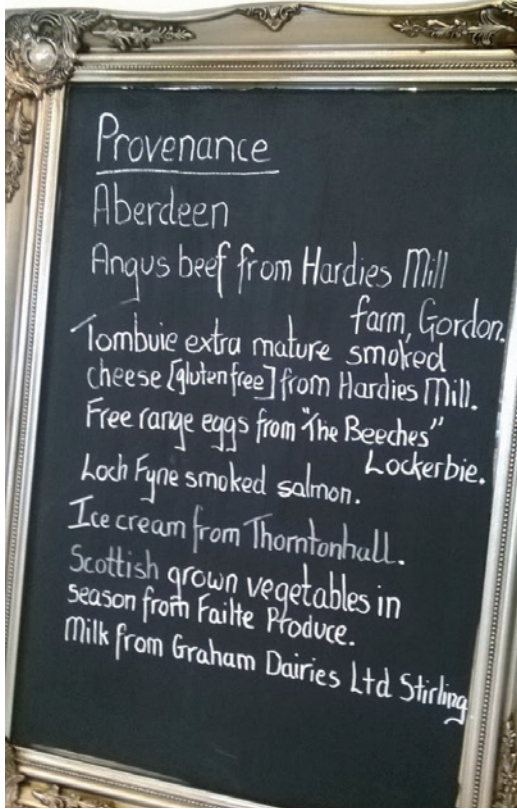 Provenance
Aberdeen
Angus beef from Hardies Mill
farm, Gordon.
Tombuie extra mature smoked
cheese [gluten free] from Hardies Mill.
Free range eggs from "The Beeches"
Lockerbie.
Loch Fyne smoked salmon.
Ice cream from Thorntonhall.
Scottish grown vegetables in
season from Failte Produce.
Milk from Graham Dairies Ltd Stirling